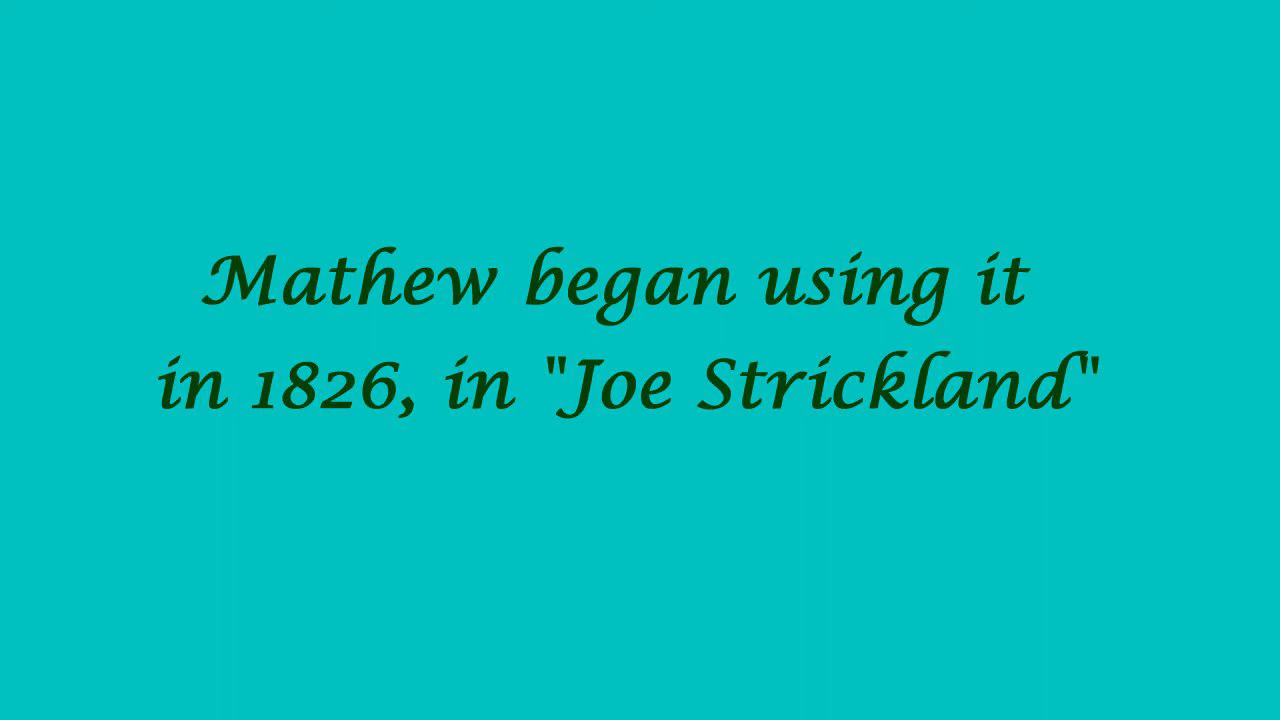 Mathew began using it
in 1826, in "Joe Strickland"